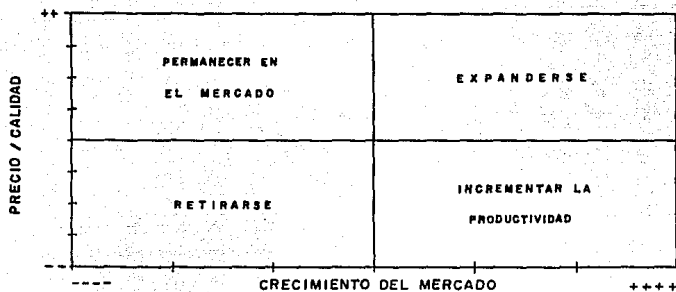 ++
PERMANECER EN
EL MERCADO
EXPANDERSE
PRECIO / CALIDAD
RETIRARSE
INCREMENTAR LA
PRODUCTIVIDAD
--
---- CRECIMIENTO DEL MERCADO ++++